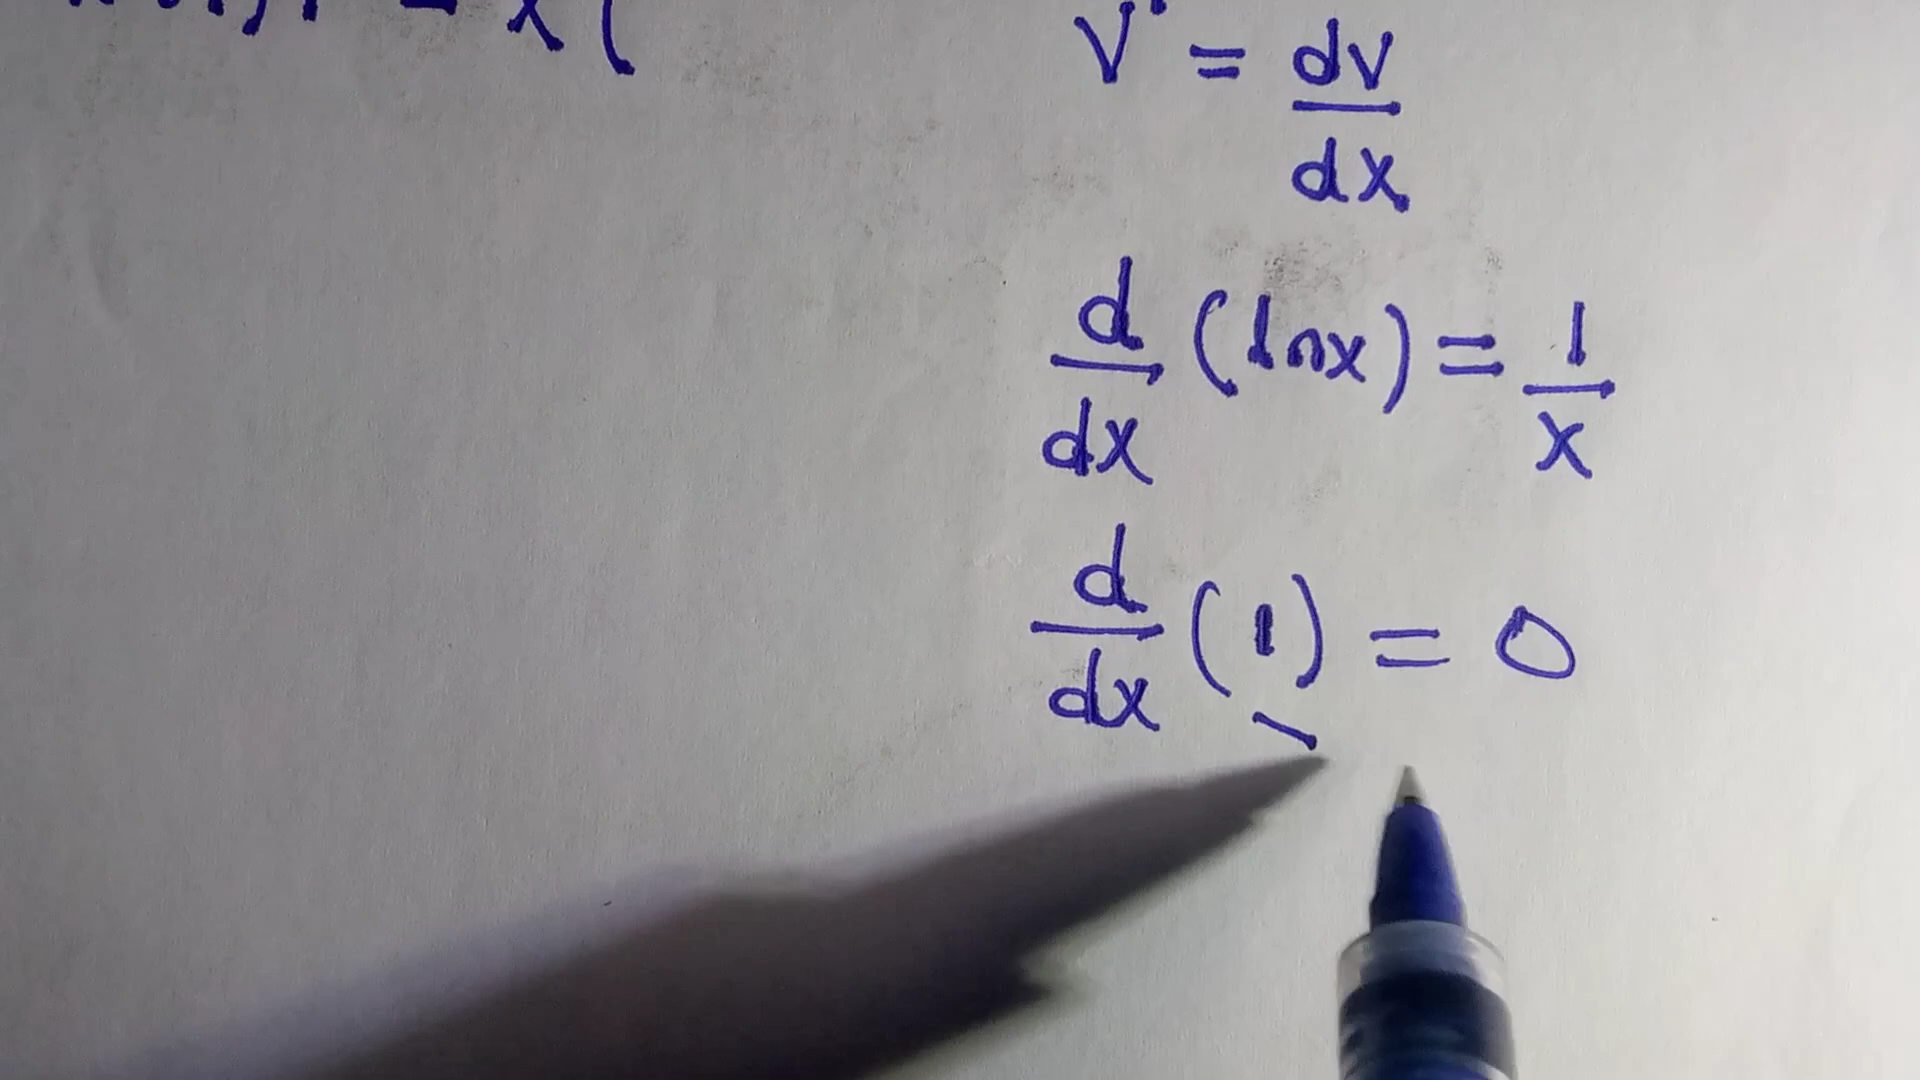 = x (
V' = dv/dx
d/dx (lnx) = 1/x
d/dx (1) = 0